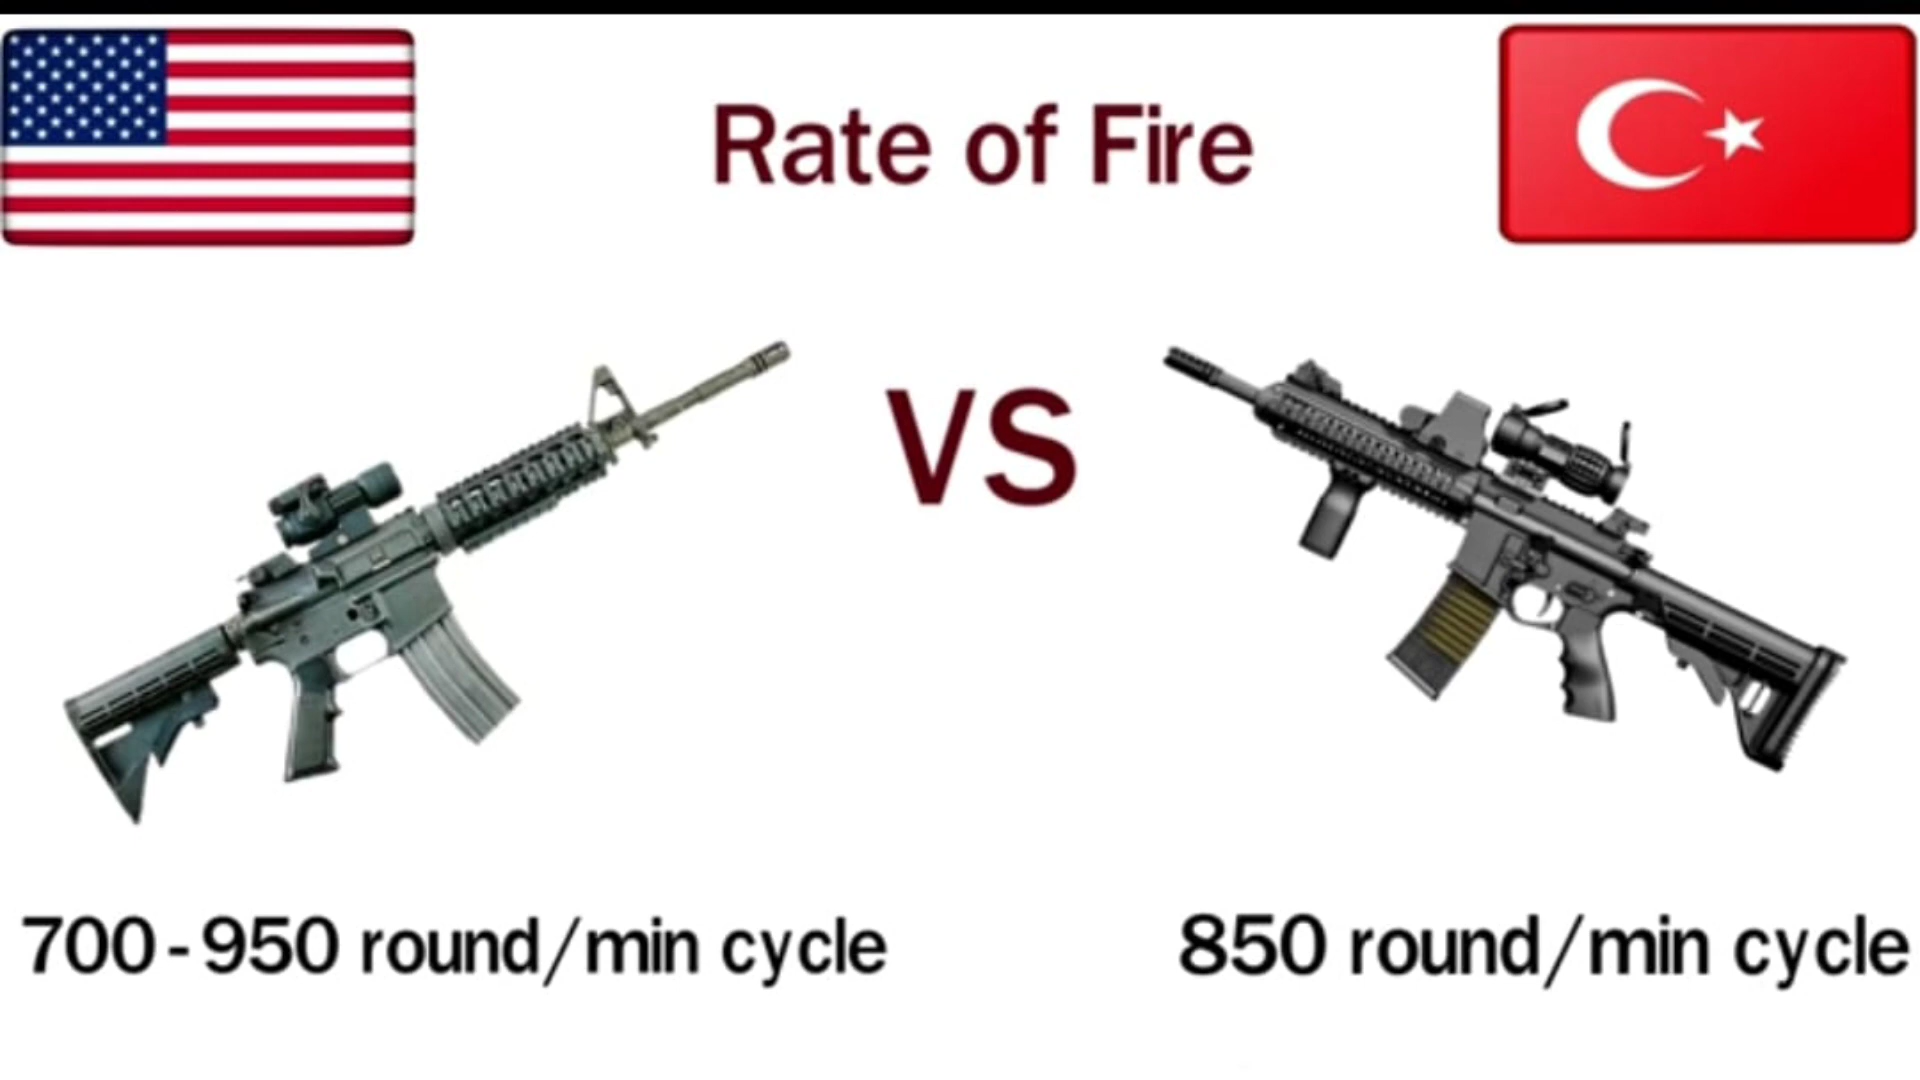 Rate of Fire
VS
700-950 round/min cycle
850 round/min cycle